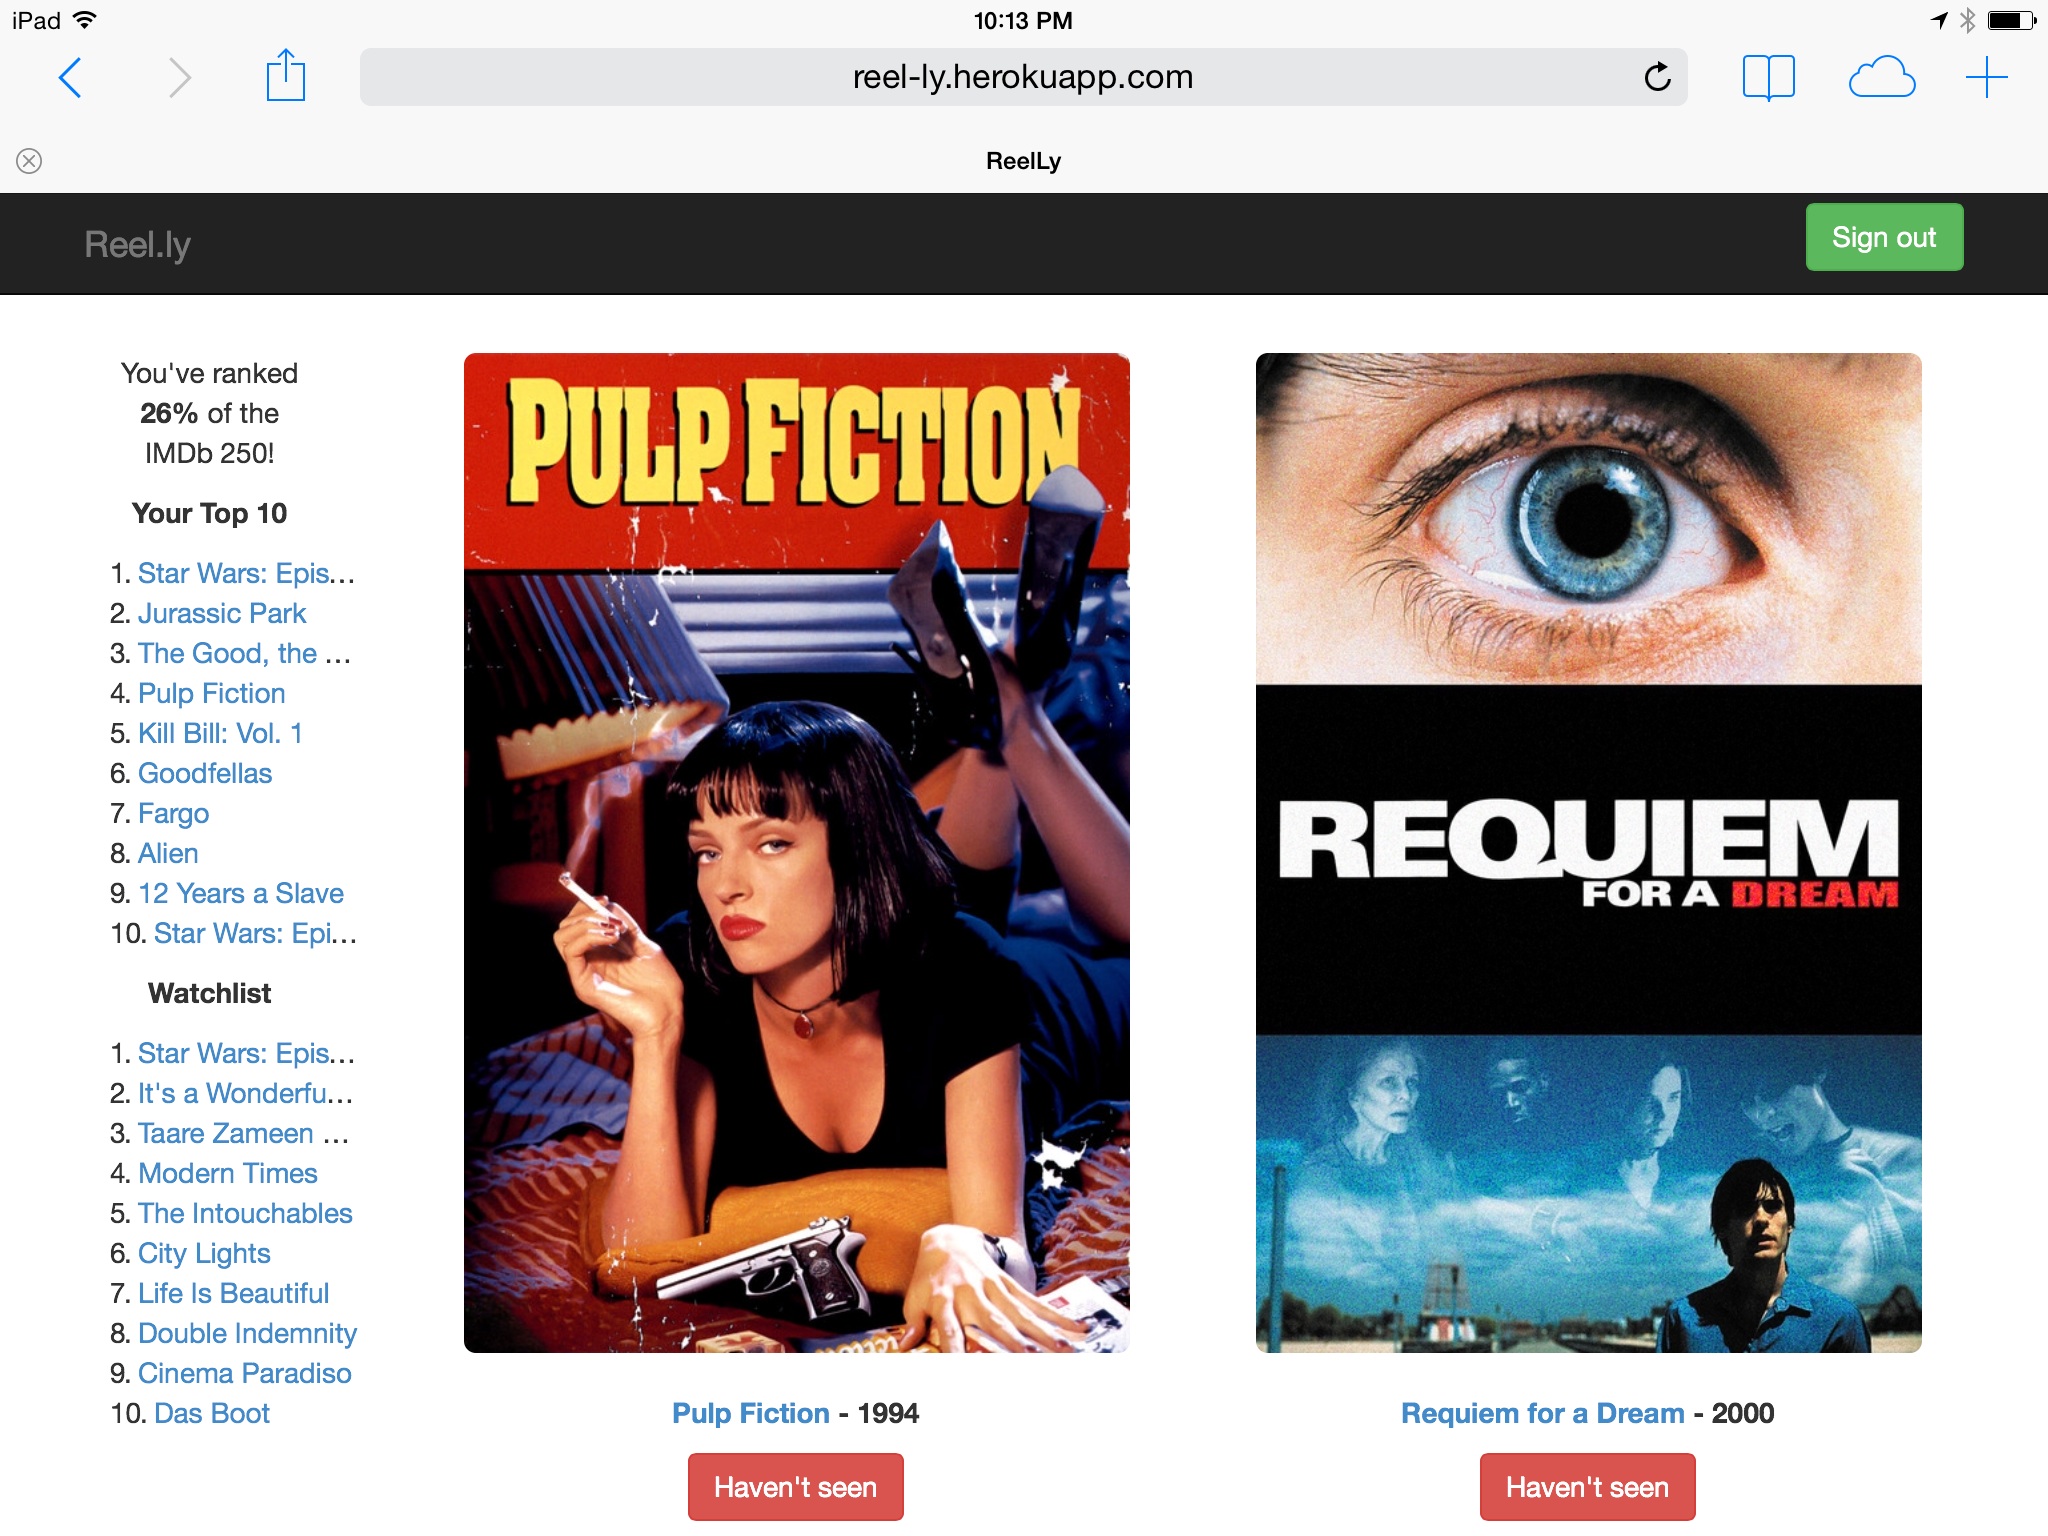 iPad
10:13 PM
reel-ly.herokuapp.com
ReelLy
Reel.ly
Sign out
You've ranked
26% of the
IMDb 250!
Your Top 10
1. Star Wars: Epis...
2. Jurassic Park
3. The Good, the ...
4. Pulp Fiction
5. Kill Bill: Vol. 1
6. Goodfellas
7. Fargo
8. Alien
9. 12 Years a Slave
10. Star Wars: Epi...
Watchlist
1. Star Wars: Epis...
2. It's a Wonderfu...
3. Taare Zameen ...
4. Modern Times
5. The Intouchables
6. City Lights
7. Life Is Beautiful
8. Double Indemnity
9. Cinema Paradiso
10. Das Boot
PULP FICTION
Pulp Fiction - 1994
Haven't seen
REQUIEM
FOR A DREAM
Requiem for a Dream - 2000
Haven't seen